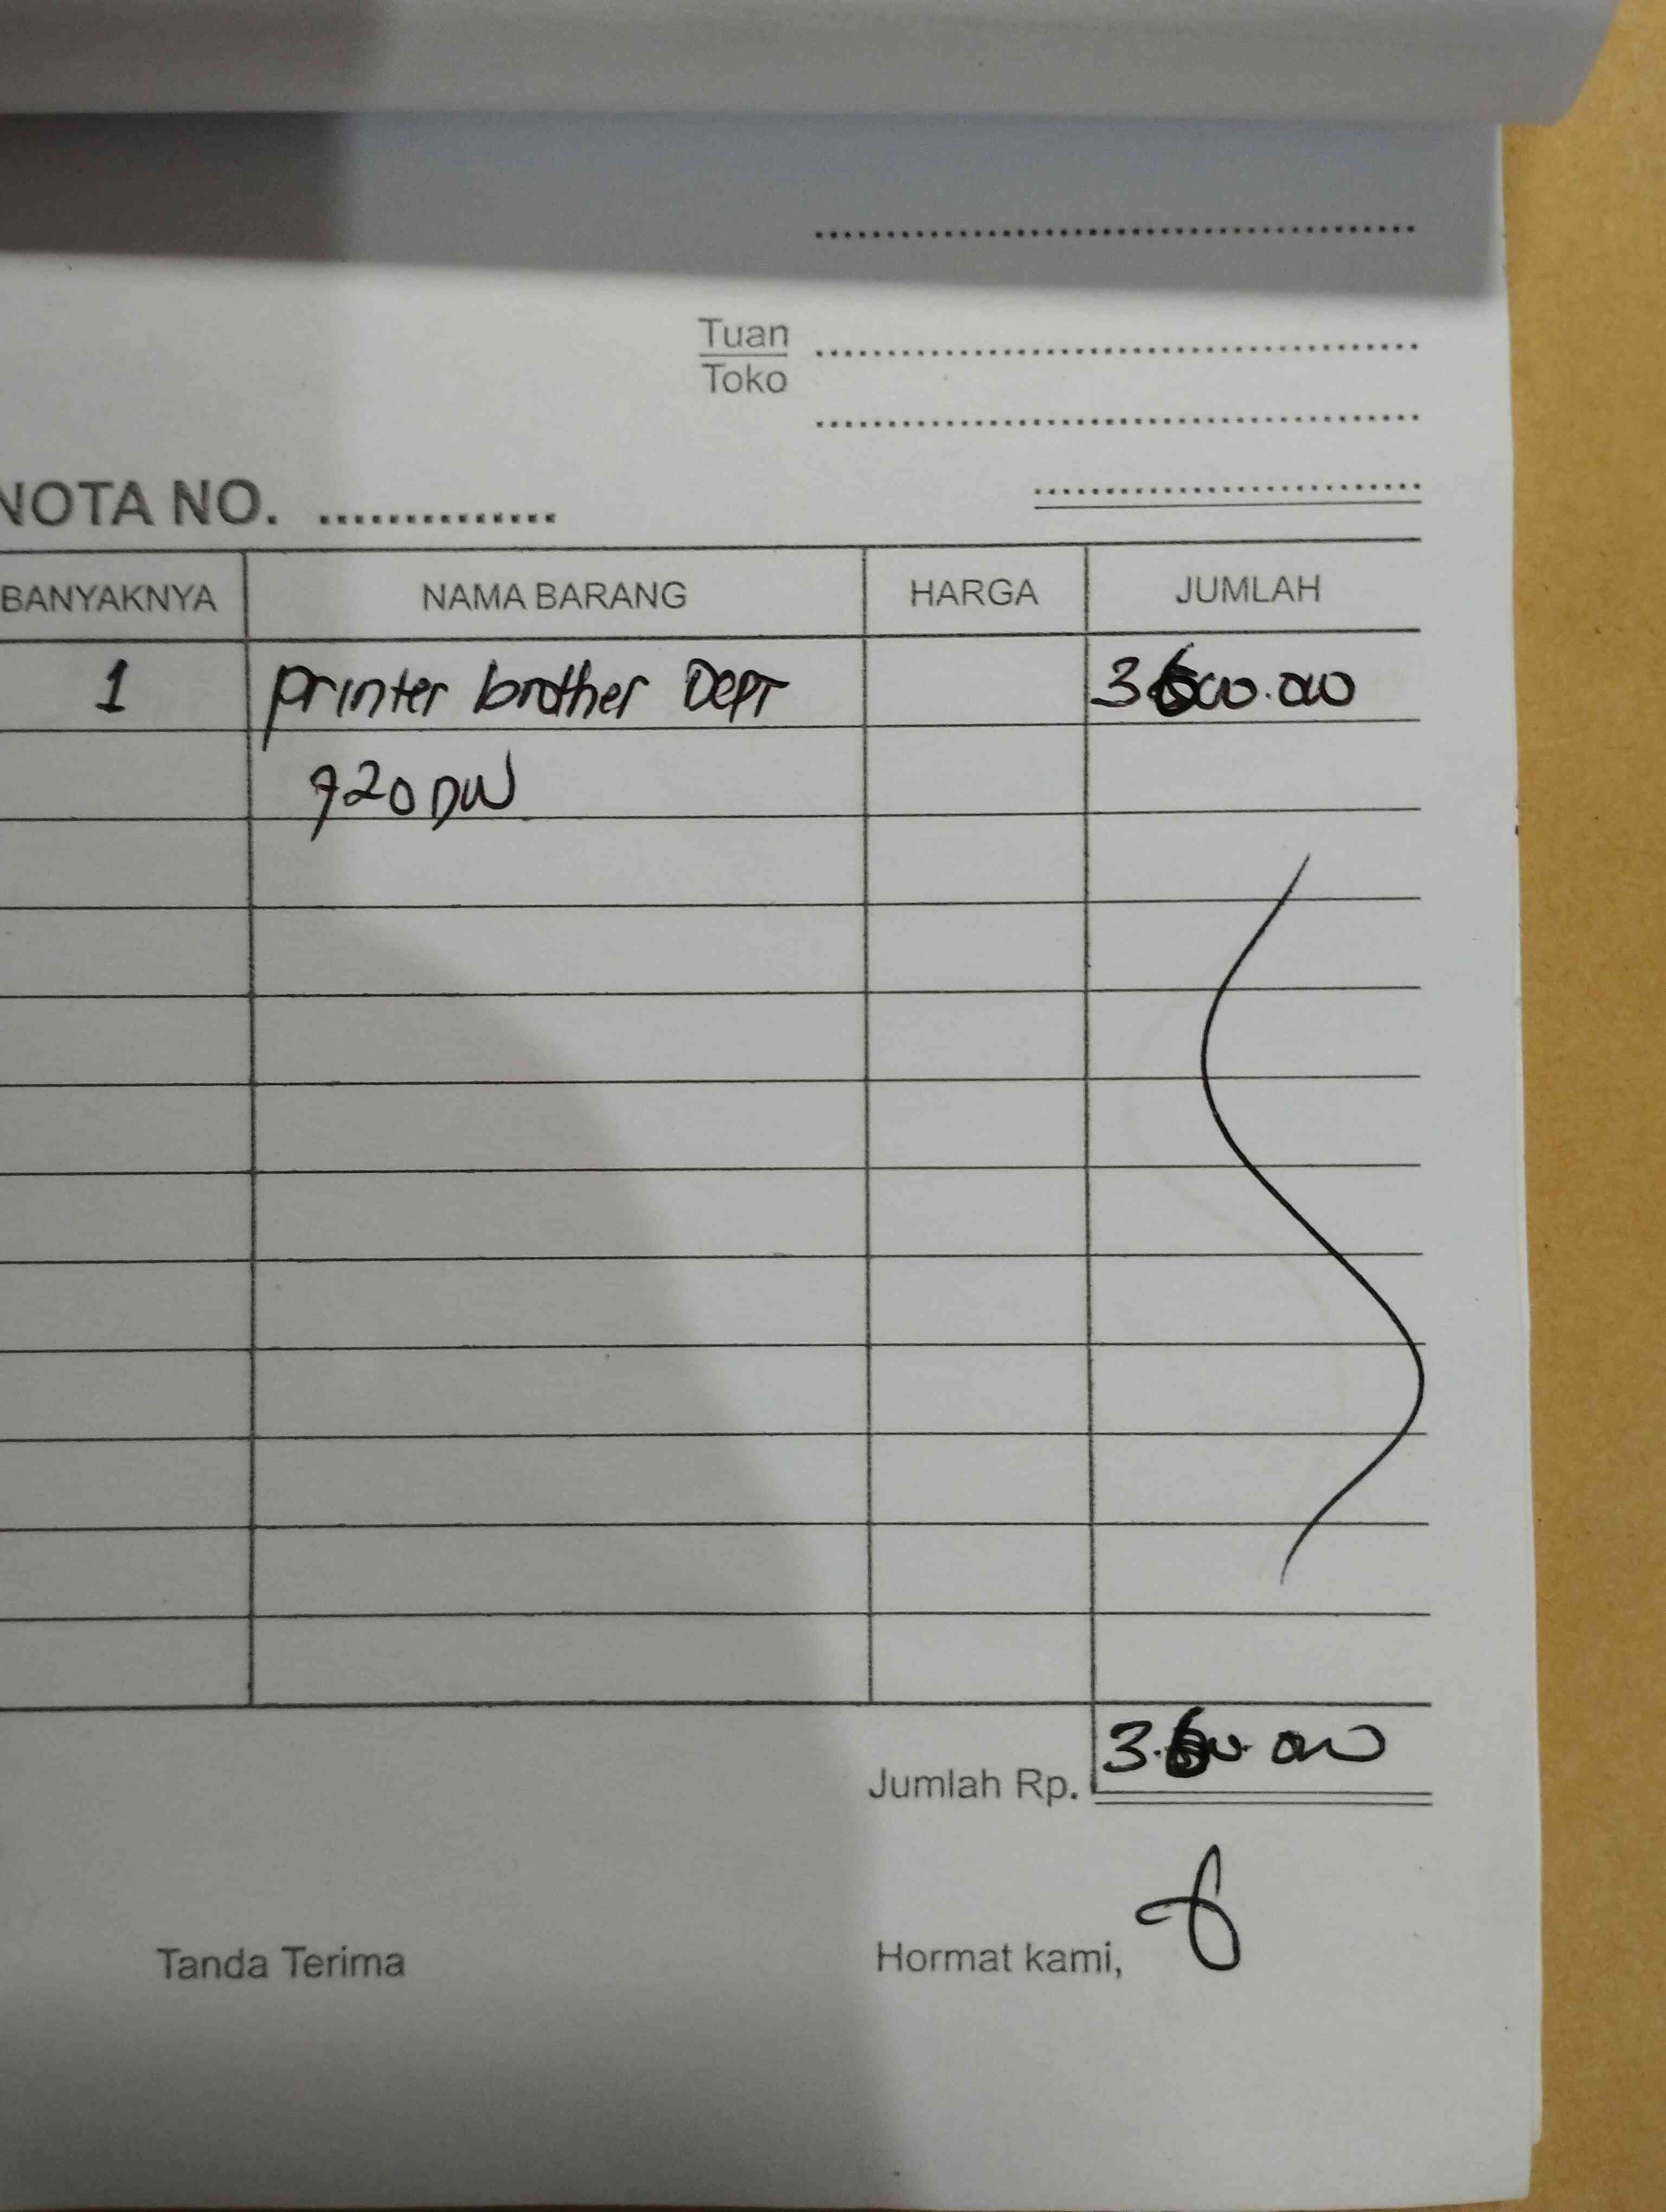 Tuan
Toko
NOTA NO.
BANYAKNYA NAMA BARANG HARGA JUMLAH
1 printer brother DCPT 3.600.000
720DW
Jumlah Rp. 3.600.000
Tanda Terima Hormat kami,